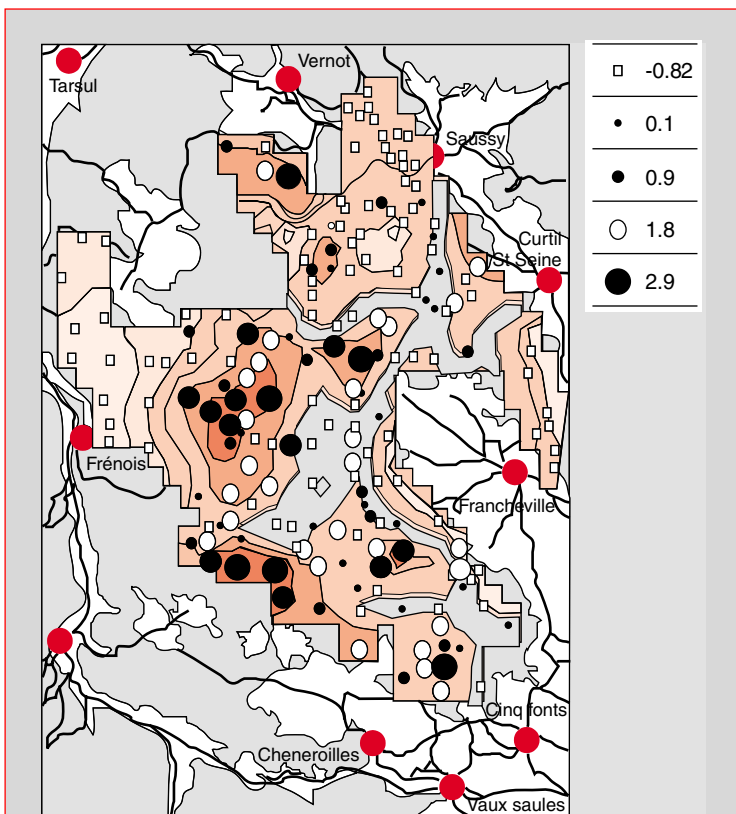 Vernot
Tarsul
-0.82
0.1
Saussy
0.9
1.8
Curtil
/St Seine
2.9
Frénois
Francheville
Cinq fonts
Cheneroilles
Vaux saules